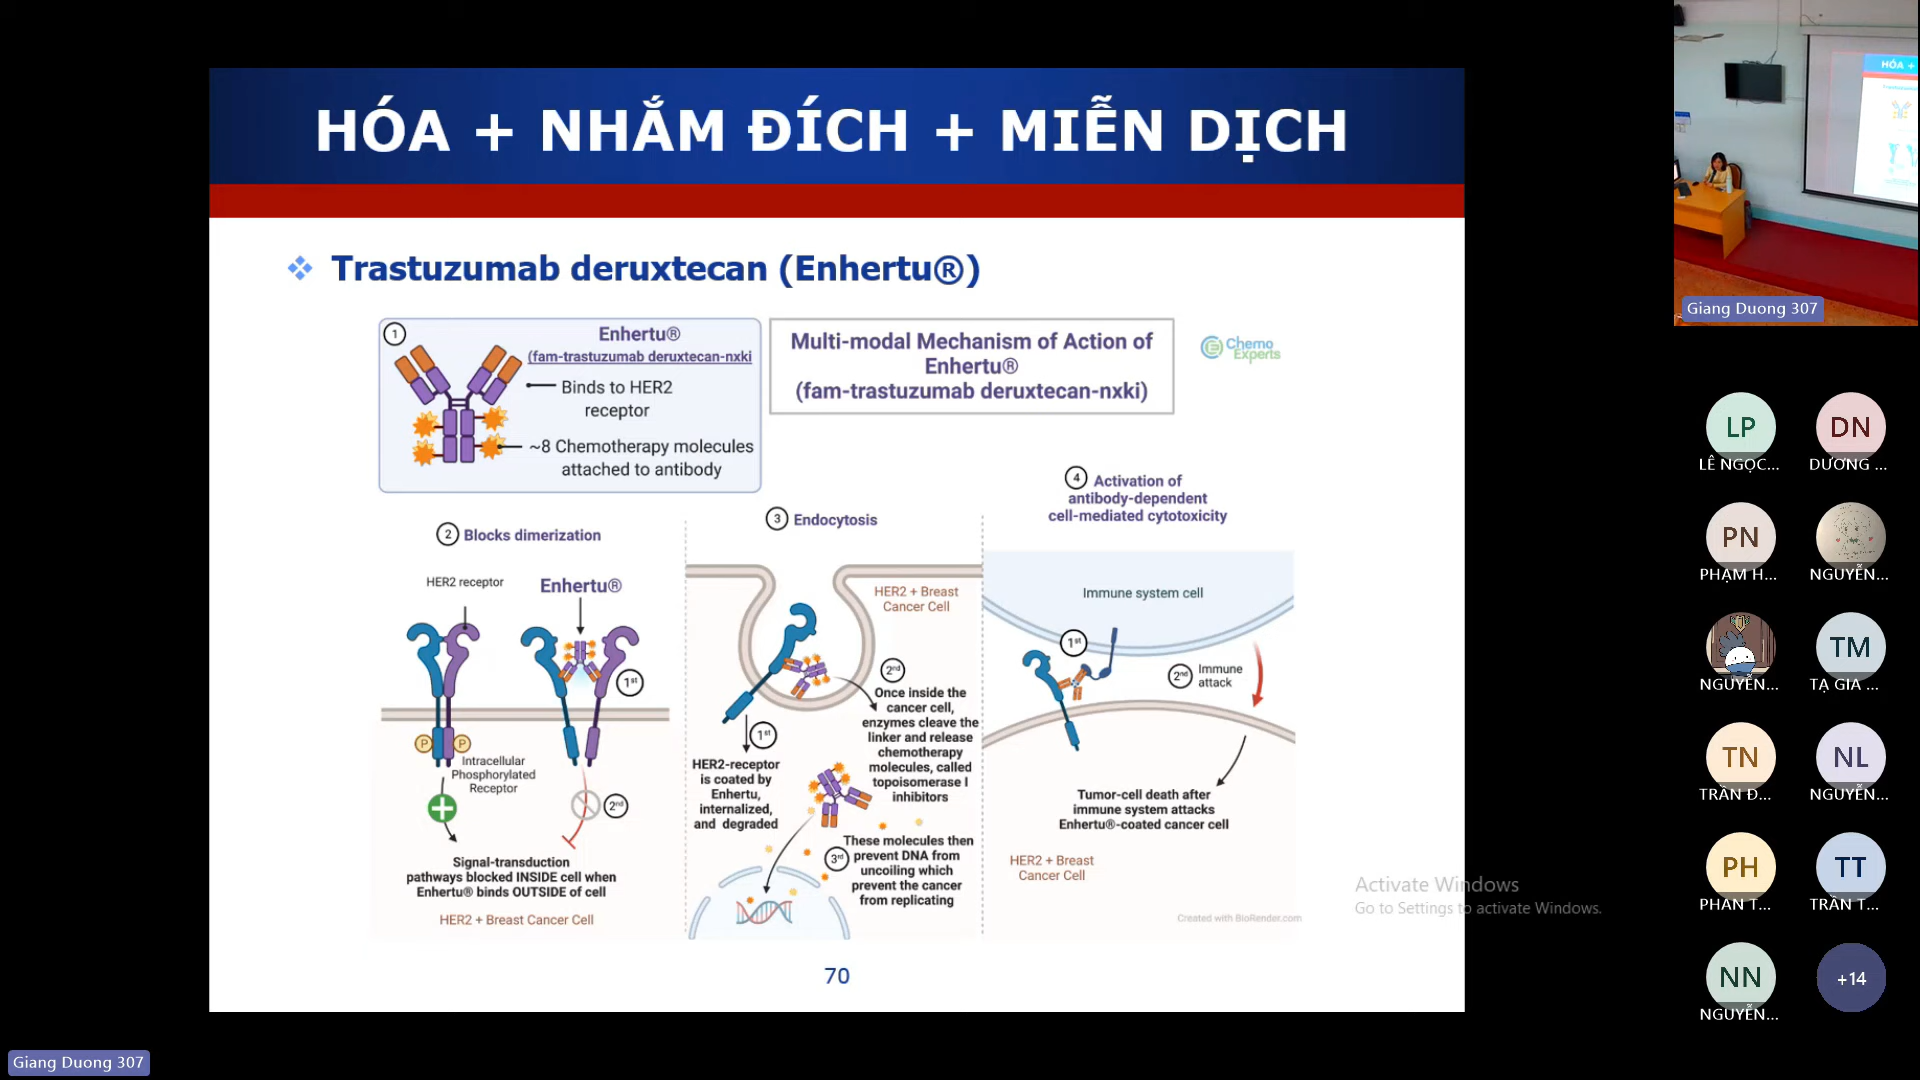 HÓA + NHẮM ĐÍCH + MIỄN DỊCH
Trastuzumab deruxtecan (Enhertu®)
1
Enhertu®
(fam-trastuzumab deruxtecan-nxki
Binds to HER2
receptor
~8 Chemotherapy molecules
attached to antibody
Multi-modal Mechanism of Action of
Enhertu®
(fam-trastuzumab deruxtecan-nxki)
Chemo
Experts
2 Blocks dimerization
HER2 receptor
Enhertu®
1st
P P
Intracellular
Phosphorylated
Receptor
2nd
Signal-transduction
pathways blocked INSIDE cell when
Enhertu® binds OUTSIDE of cell
HER2 + Breast Cancer Cell
3 Endocytosis
HER2 + Breast
Cancer Cell
1st
HER2-receptor
is coated by
Enhertu,
internalized,
and degraded
2nd
Once inside the
cancer cell,
enzymes cleave the
linker and release
chemotherapy
molecules, called
topoisomerase I
inhibitors
3rd
These molecules then
prevent DNA from
uncoiling which
prevent the cancer
from replicating
4 Activation of
antibody-dependent
cell-mediated cytotoxicity
Immune system cell
1st
2nd
Immune
attack
Tumor-cell death after
immune system attacks
Enhertu®-coated cancer cell
HER2 + Breast
Cancer Cell
Created with BioRender.com
70
Activate Windows
Go to Settings to activate Windows.
HÓA +
Giang Duong 307
LP
LÊ NGỌC...
DN
DƯƠNG ...
PN
PHẠM H...
NGUYỄN...
NGUYỄN...
TM
TẠ GIA ...
TN
TRẦN Đ...
NL
NGUYỄN...
PH
PHAN T...
TT
TRẦN T...
NN
NGUYỄN...
+14
Giang Duong 307